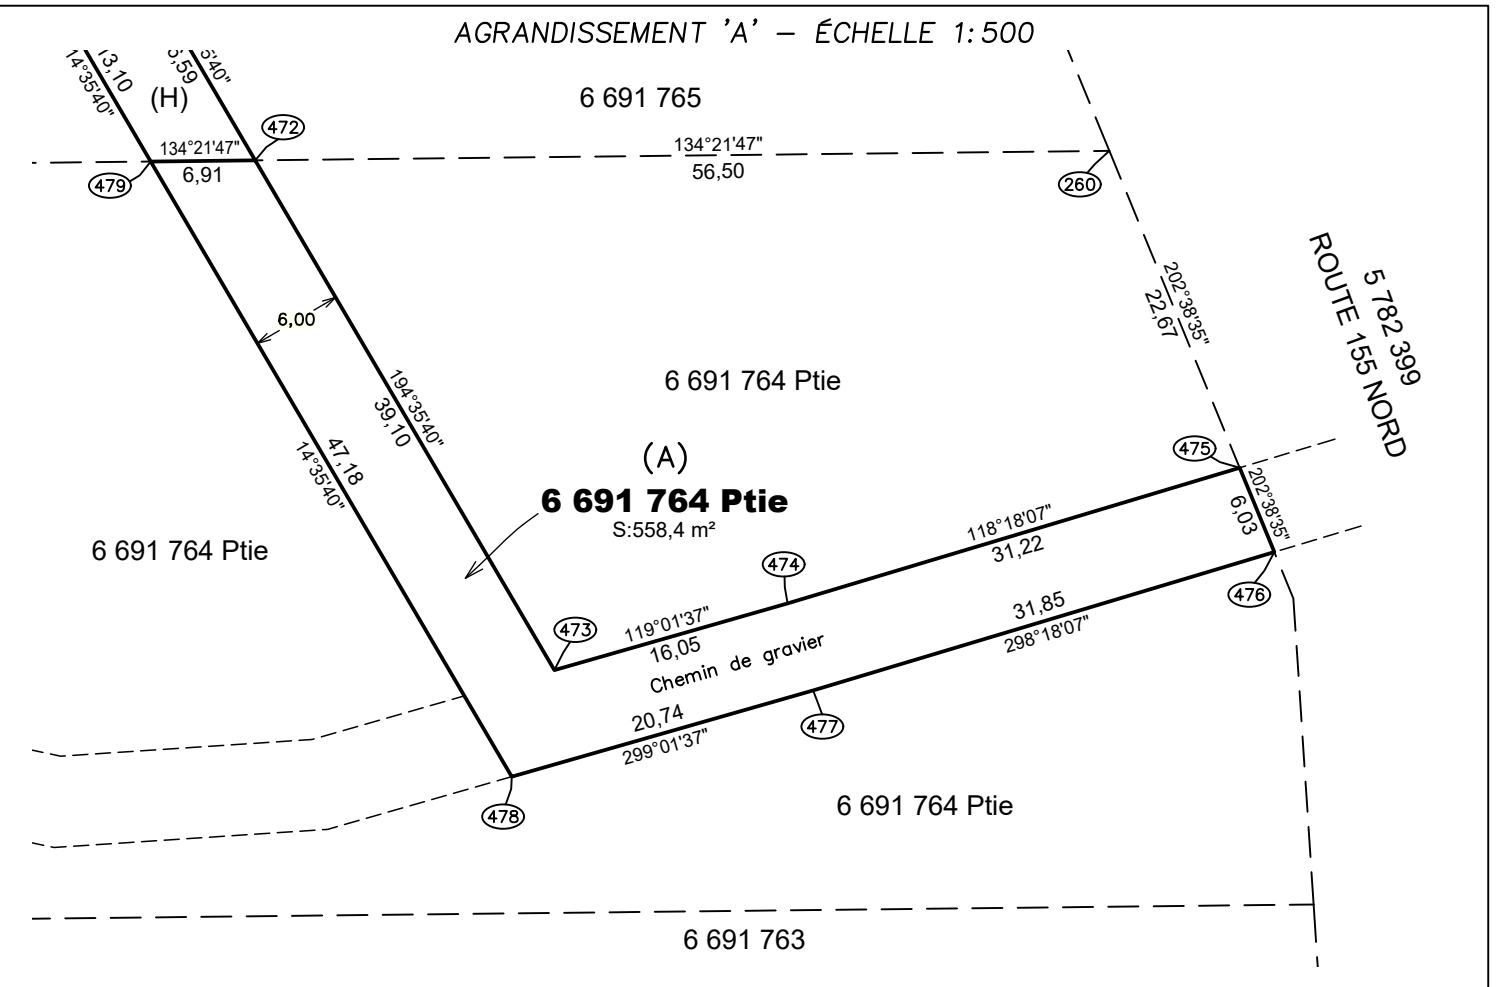 AGRANDISSEMENT 'A' – ÉCHELLE 1:500
13,10
14°35'40"
(H)
6 691 765
472
134°21'47"
6,91
479
134°21'47"
56,50
260
202°38'35"
22,67
5 782 399
ROUTE 155 NORD
6,00
6 691 764 Ptie
194°35'40"
39,10
47,18
14°35'40"
(A)
6 691 764 Ptie
S:558,4 m²
475
202°38'35"
6,03
118°18'07"
31,22
6 691 764 Ptie
474
476
31,85
298°18'07"
473
119°01'37"
16,05
Chemin de gravier
20,74
299°01'37"
477
478
6 691 764 Ptie
6 691 763